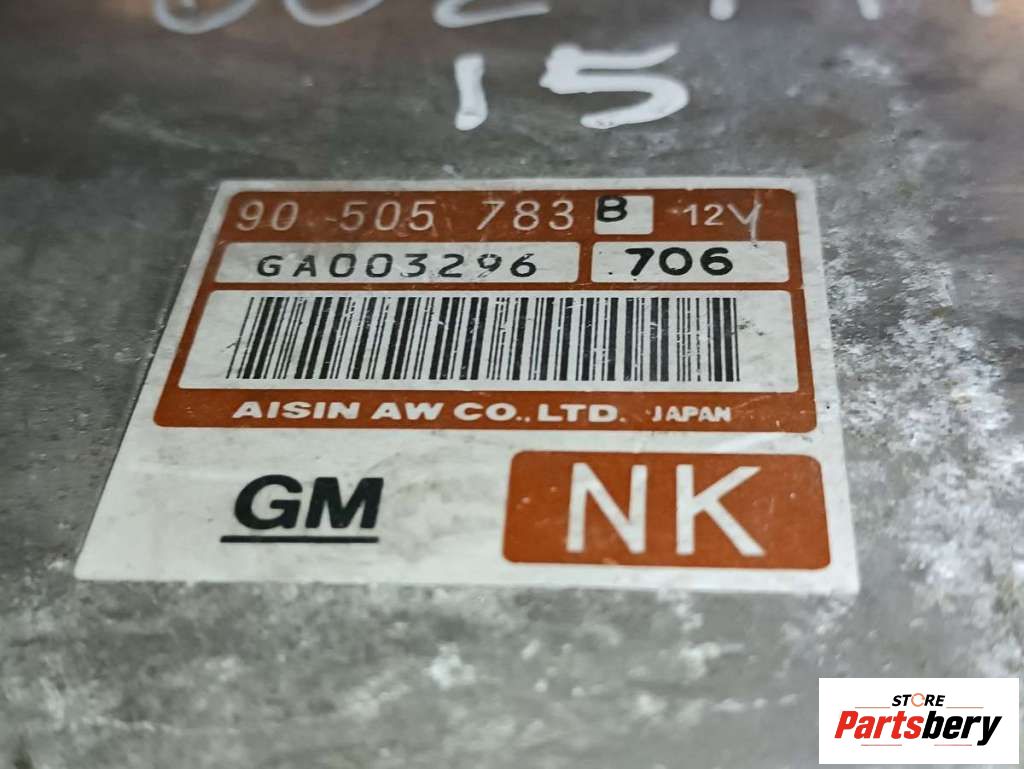 15
90 505 783 B 12V
GA003296 706
AISIN AW CO., LTD. JAPAN
GM NK
STORE
Partsbery